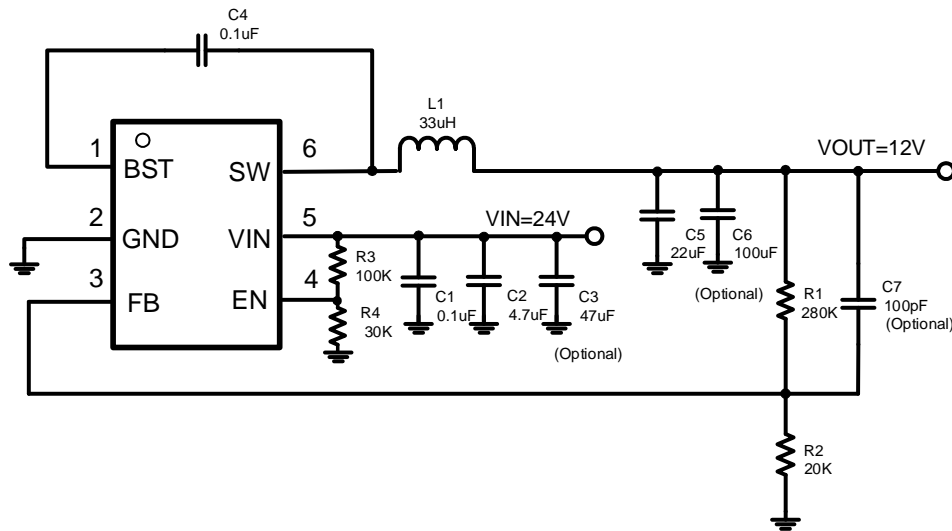 C4
0.1uF
L1
33uH
VOUT=12V
1
BST
SW
6
2
GND
VIN
5
VIN=24V
3
FB
EN
4
R3
100K
R4
30K
C1
0.1uF
C2
4.7uF
C3
47uF
(Optional)
C5
22uF
C6
100uF
(Optional)
R1
280K
C7
100pF
(Optional)
R2
20K